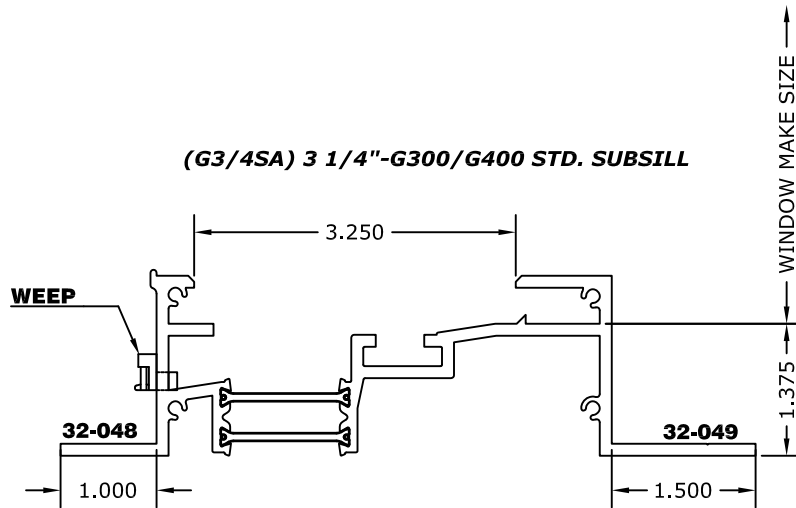 WINDOW MAKE SIZE
(G3/4SA) 3 1/4"-G300/G400 STD. SUBSILL
3.250
WEEP
1.375
32-048
32-049
1.000
1.500